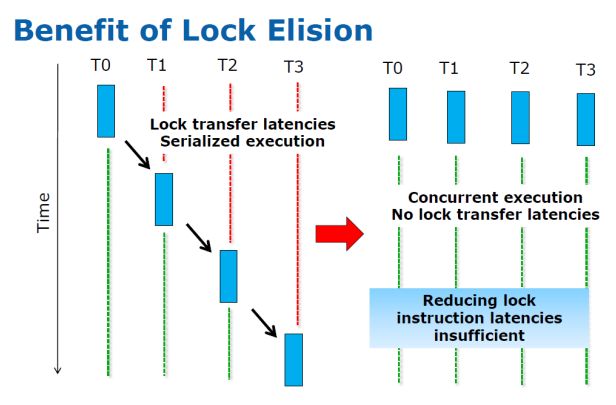 Benefit of Lock Elision
T0 T1 T2 T3
Lock transfer latencies
Serialized execution
Time
T0 T1 T2 T3
Concurrent execution
No lock transfer latencies
Reducing lock
instruction latencies
insufficient